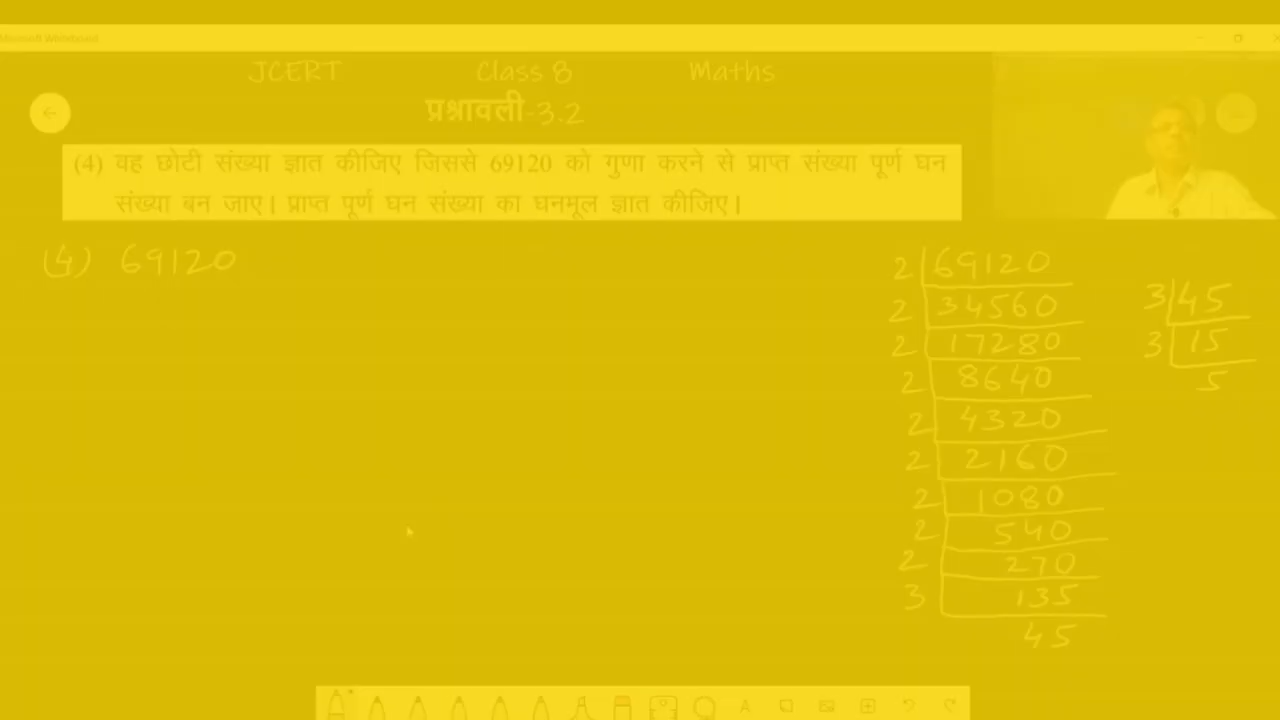 Microsoft Whiteboard
JCERT Class 8 Maths
प्रश्नावली-3.2
(4) वह छोटी संख्या ज्ञात कीजिए जिससे 69120 को गुणा करने से प्राप्त संख्या पूर्ण घन
संख्या बन जाए। प्राप्त पूर्ण घन संख्या का घनमूल ज्ञात कीजिए।
(4) 69120
2 69120
2 34560
2 17280
2 8640
2 4320
2 2160
2 1080
2 540
2 270
3 135
45
3 45
3 15
5
A